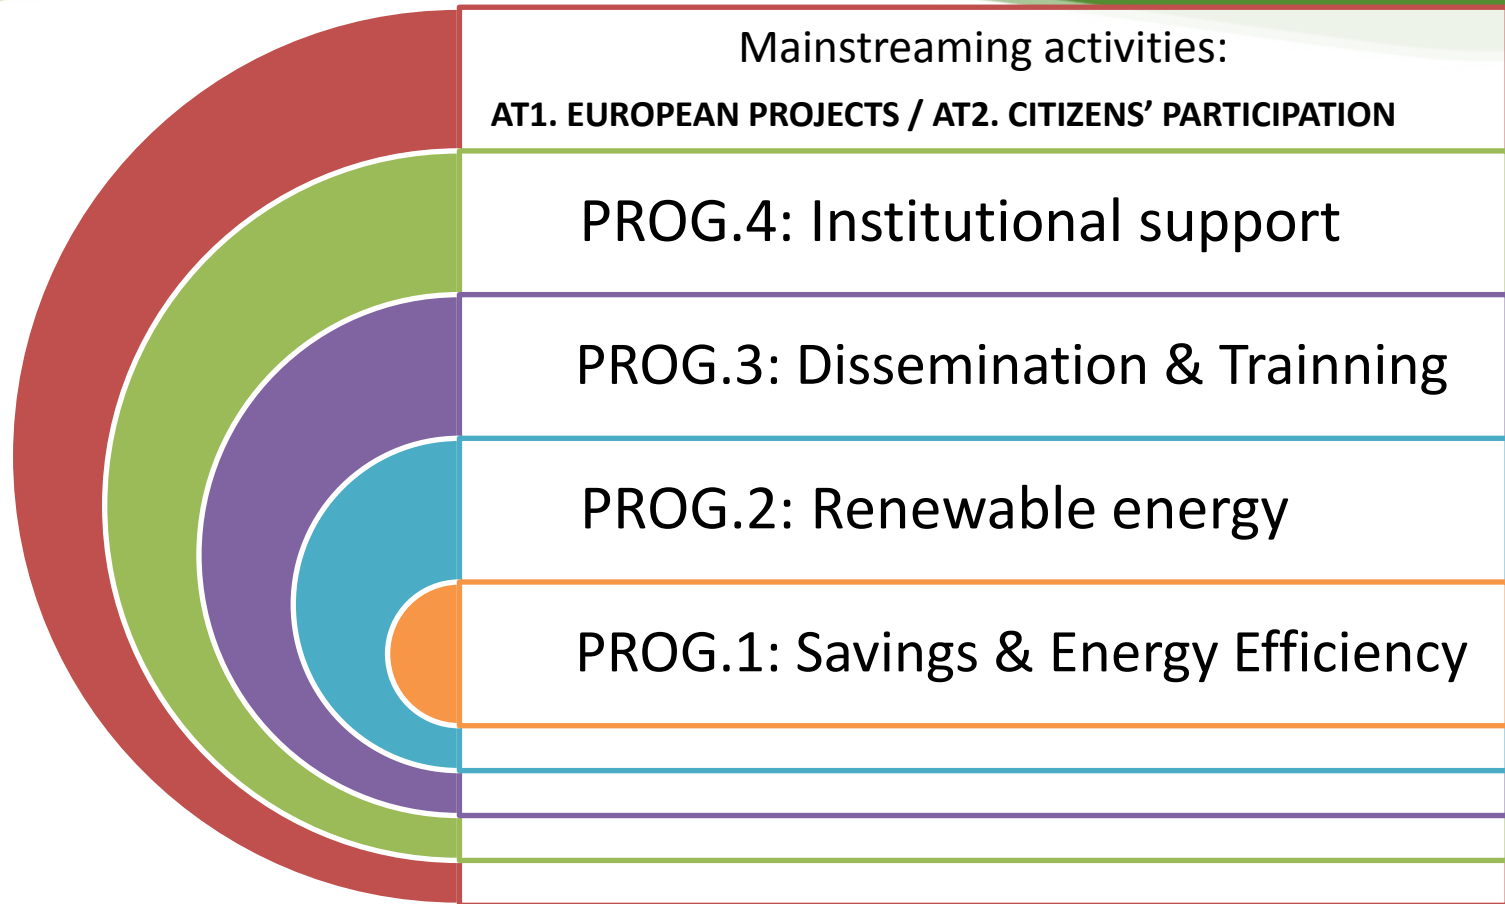 Mainstreaming activities:
AT1. EUROPEAN PROJECTS / AT2. CITIZENS’ PARTICIPATION
PROG.4: Institutional support
PROG.3: Dissemination & Trainning
PROG.2: Renewable energy
PROG.1: Savings & Energy Efficiency